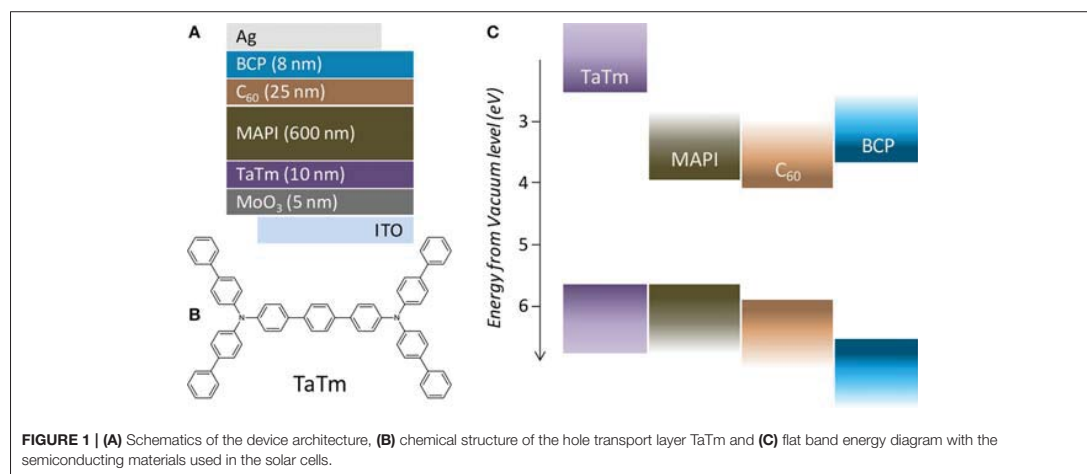 A
Ag
BCP (8 nm)
C₆₀ (25 nm)
MAPI (600 nm)
TaTm (10 nm)
MoO₃ (5 nm)
ITO
B
N
N
TaTm
C
Energy from Vacuum level (eV)
3
4
5
6
TaTm
MAPI
C₆₀
BCP
FIGURE 1 | (A) Schematics of the device architecture, (B) chemical structure of the hole transport layer TaTm and (C) flat band energy diagram with the
semiconducting materials used in the solar cells.